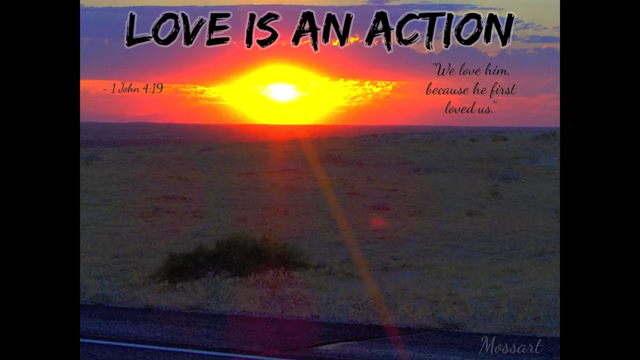 LOVE IS AN ACTION
"We love him,
because he first
loved us."
- 1 John 4:19
Mossart